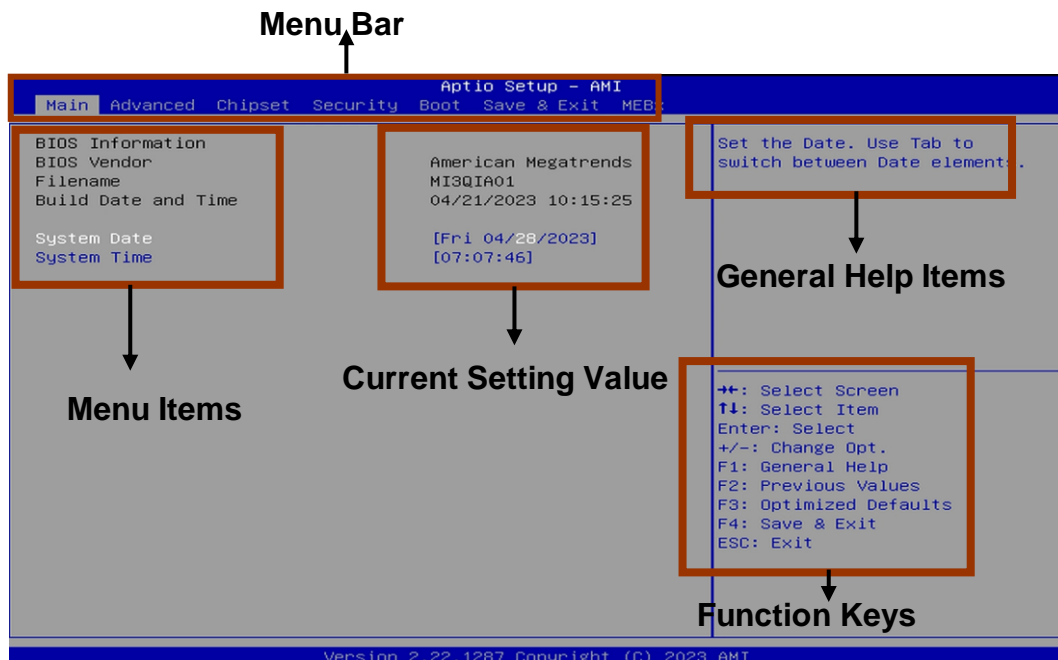 Menu Bar
Aptio Setup – AMI
Main Advanced Chipset Security Boot Save & Exit MEBx
BIOS Information
BIOS Vendor American Megatrends
Filename MI3QIA01
Build Date and Time 04/21/2023 10:15:25
System Date [Fri 04/28/2023]
System Time [07:07:46]
Set the Date. Use Tab to
switch between Date elements.
General Help Items
Current Setting Value
Menu Items
→←: Select Screen
↑↓: Select Item
Enter: Select
+/-: Change Opt.
F1: General Help
F2: Previous Values
F3: Optimized Defaults
F4: Save & Exit
ESC: Exit
Function Keys
Version 2.22.1287 Copyright (C) 2023 AMI